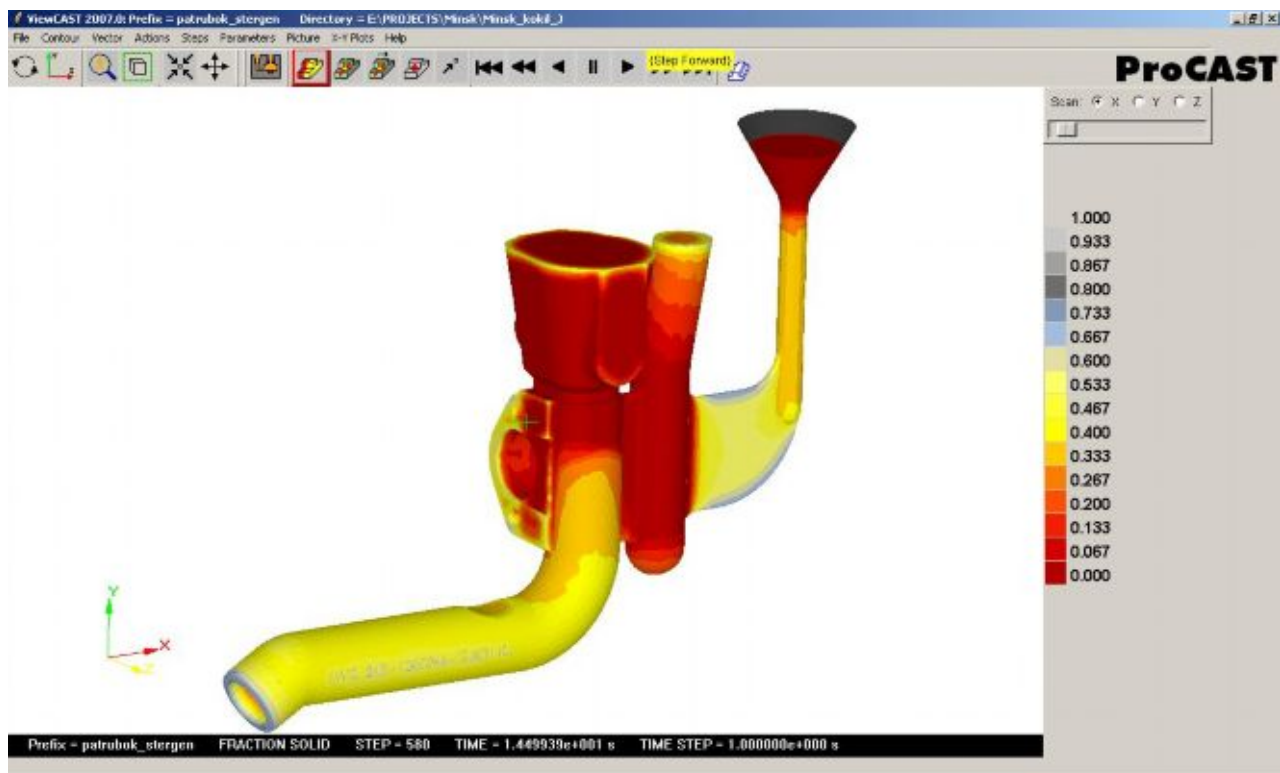 ViewCAST 2007.0: Prefix = patrubok_stergen Directory = E:\PROJECTS\Minsk\Minsk_kokil_)
File Contour Vector Actions Steps Parameters Picture X-Y Plots Help
(Step Forward)
ProCAST
Scan: X Y Z
1.000
0.933
0.867
0.800
0.733
0.667
0.600
0.533
0.467
0.400
0.333
0.267
0.200
0.133
0.067
0.000
Y
X
Z
Prefix = patrubok_stergen FRACTION SOLID STEP = 580 TIME = 1.449939e+001 s TIME STEP = 1.000000e+000 s